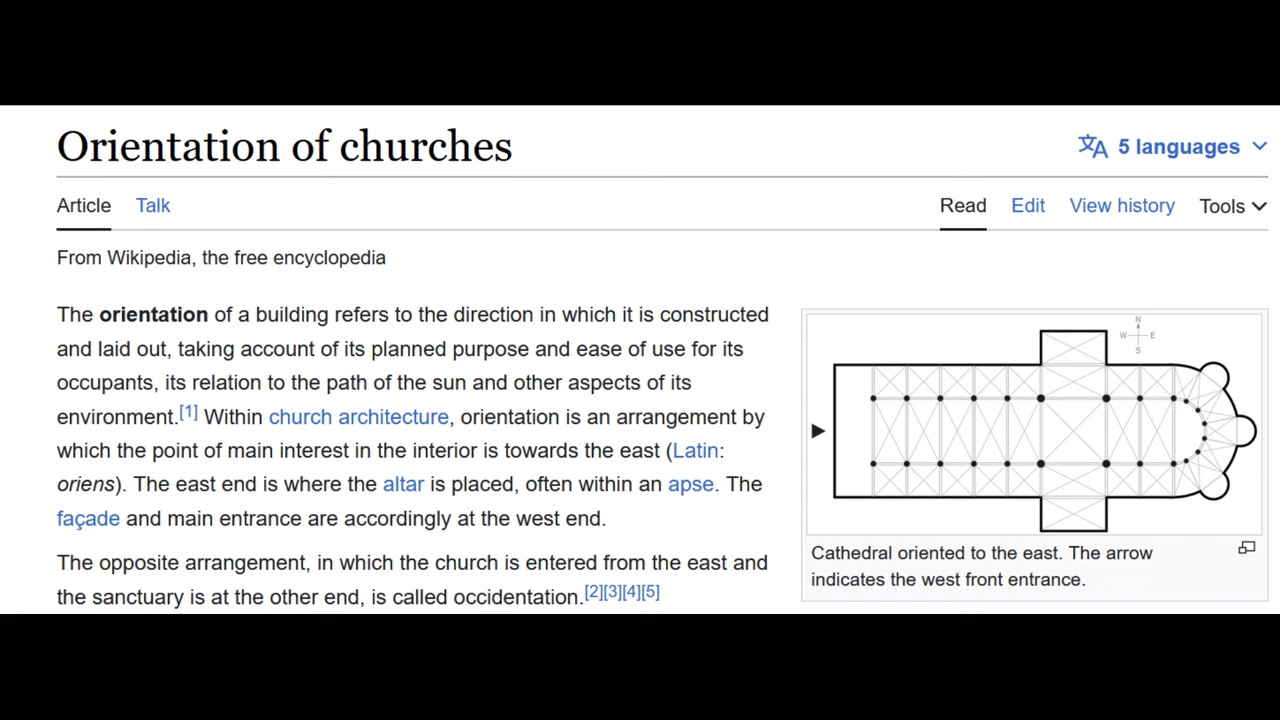 Orientation of churches
5 languages
Article Talk
Read Edit View history Tools
From Wikipedia, the free encyclopedia
The orientation of a building refers to the direction in which it is constructed
and laid out, taking account of its planned purpose and ease of use for its
occupants, its relation to the path of the sun and other aspects of its
environment.[1] Within church architecture, orientation is an arrangement by
which the point of main interest in the interior is towards the east (Latin:
oriens). The east end is where the altar is placed, often within an apse. The
façade and main entrance are accordingly at the west end.
The opposite arrangement, in which the church is entered from the east and
the sanctuary is at the other end, is called occidentation.[2][3][4][5]
N
W E
S
Cathedral oriented to the east. The arrow
indicates the west front entrance.